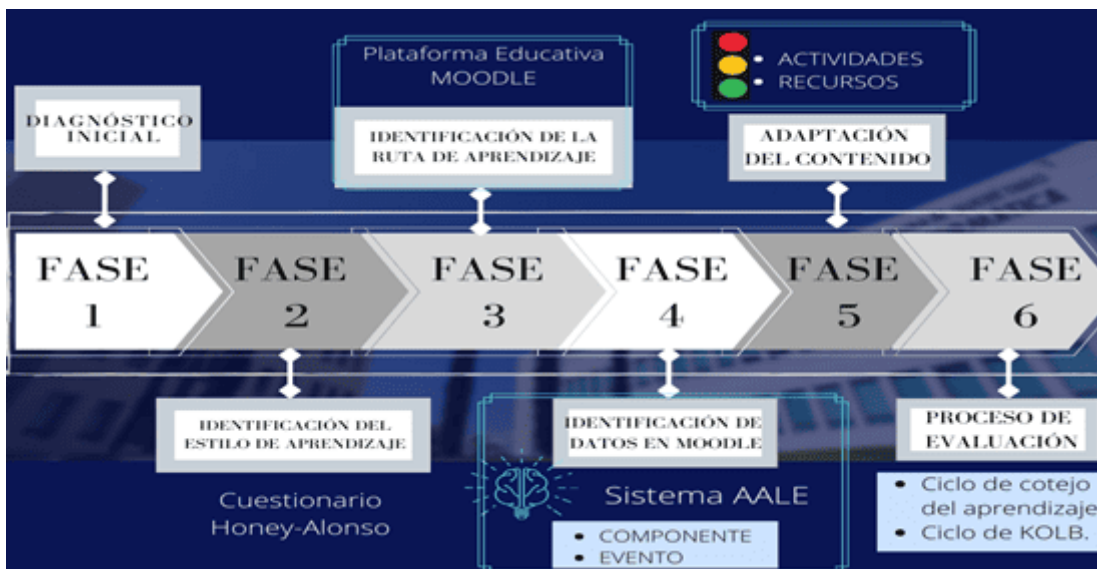 Plataforma Educativa
MOODLE
• ACTIVIDADES
• RECURSOS
DIAGNÓSTICO
INICIAL
IDENTIFICACIÓN DE LA
RUTA DE APRENDIZAJE
ADAPTACIÓN
DEL CONTENIDO
FASE
1
FASE
2
FASE
3
FASE
4
FASE
5
FASE
6
IDENTIFICACIÓN DEL
ESTILO DE APRENDIZAJE
IDENTIFICACIÓN DE
DATOS EN MOODLE
PROCESO DE
EVALUACIÓN
Cuestionario
Honey-Alonso
Sistema AALE
• COMPONENTE
• EVENTO
• Ciclo de cotejo
del aprendizaje
• Ciclo de KOLB.